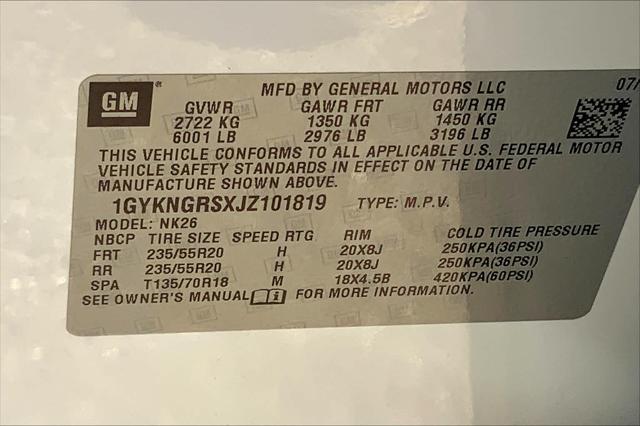 GM ®
MFD BY GENERAL MOTORS LLC 07/
GVWR GAWR FRT GAWR RR
2722 KG 1350 KG 1450 KG
6001 LB 2976 LB 3196 LB
THIS VEHICLE CONFORMS TO ALL APPLICABLE U.S. FEDERAL MOTOR
VEHICLE SAFETY STANDARDS IN EFFECT ON THE DATE OF
MANUFACTURE SHOWN ABOVE.
1GYKNGRSXJZ101819 TYPE: M.P.V.
MODEL: NK26
NBCP TIRE SIZE SPEED RTG RIM COLD TIRE PRESSURE
FRT 235/55R20 H 20X8J 250KPA(36PSI)
RR 235/55R20 H 20X8J 250KPA(36PSI)
SPA T135/70R18 M 18X4.5B 420KPA(60PSI)
SEE OWNER'S MANUAL FOR MORE INFORMATION.